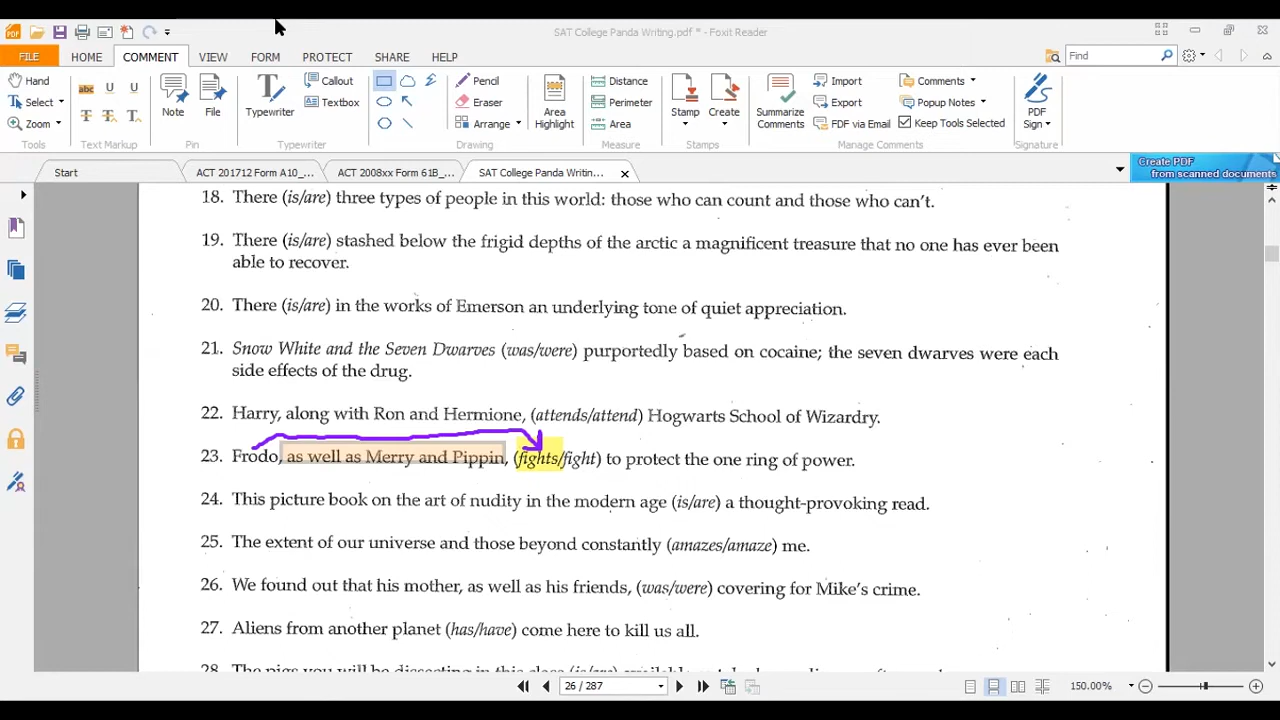 SAT College Panda Writing.pdf * - Foxit Reader
FILE HOME COMMENT VIEW FORM PROTECT SHARE HELP
Find
Hand
Select
Zoom
Tools
abc U U
T T T
Text Markup
Note
File
Pin
Typewriter
Callout
Textbox
Typewriter
Pencil
Eraser
Arrange
Drawing
Area
Highlight
Distance
Perimeter
Area
Measure
Stamp
Create
Stamps
Summarize
Comments
Import
Export
FDF via Email
Comments
Popup Notes
Keep Tools Selected
Manage Comments
PDF
Sign
Signature
Start
ACT 201712 Form A10_...
ACT 2008xx Form 61B_...
SAT College Panda Writin...
Create PDF
from scanned documents
18. There (is/are) three types of people in this world: those who can count and those who can't.
19. There (is/are) stashed below the frigid depths of the arctic a magnificent treasure that no one has ever been
able to recover.
20. There (is/are) in the works of Emerson an underlying tone of quiet appreciation.
21. Snow White and the Seven Dwarves (was/were) purportedly based on cocaine; the seven dwarves were each
side effects of the drug.
22. Harry, along with Ron and Hermione, (attends/attend) Hogwarts School of Wizardry.
23. Frodo, as well as Merry and Pippin, (fights/fight) to protect the one ring of power.
24. This picture book on the art of nudity in the modern age (is/are) a thought-provoking read.
25. The extent of our universe and those beyond constantly (amazes/amaze) me.
26. We found out that his mother, as well as his friends, (was/were) covering for Mike's crime.
27. Aliens from another planet (has/have) come here to kill us all.
28. The pigs you will be dissecting in this class (is/are)
26 / 287
150.00%